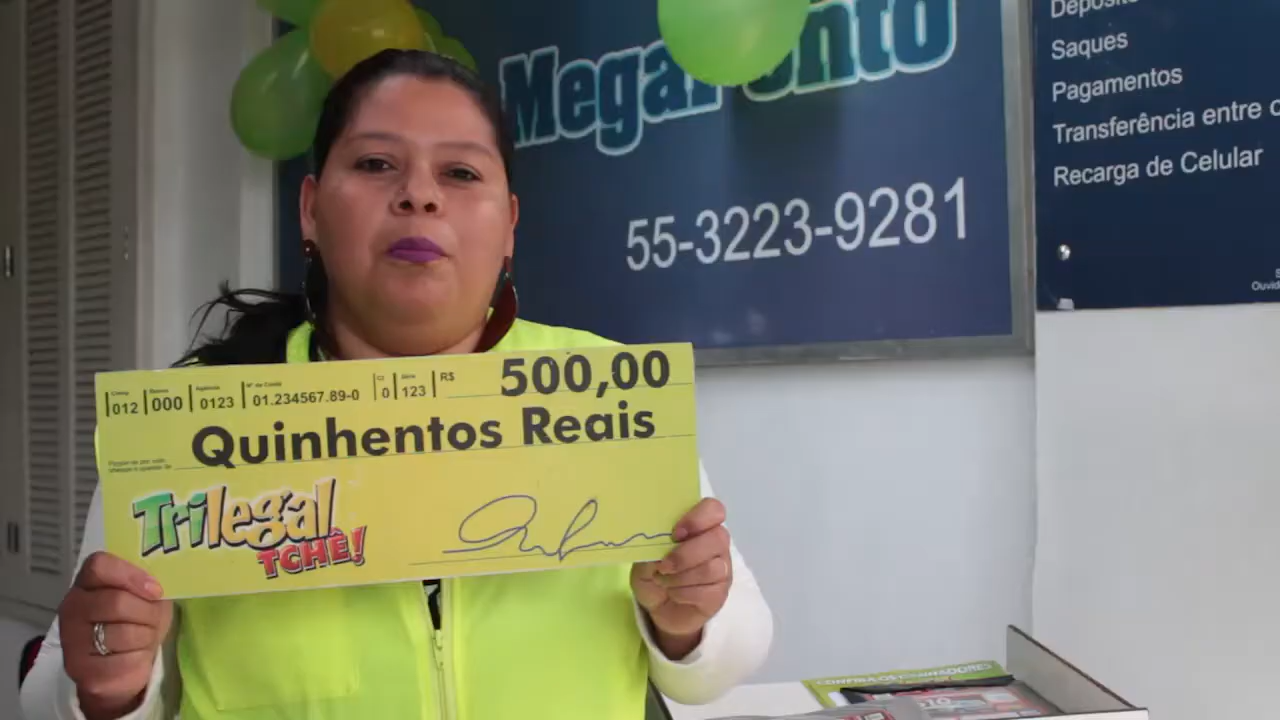 Depósito
Saques
Pagamentos
Transferência entre c
Recarga de Celular
55-3223-9281
012 000 0123 01.234567.89-0 0 123 R$ 500,00
Quinhentos Reais
Trilegal
TCHÊ!